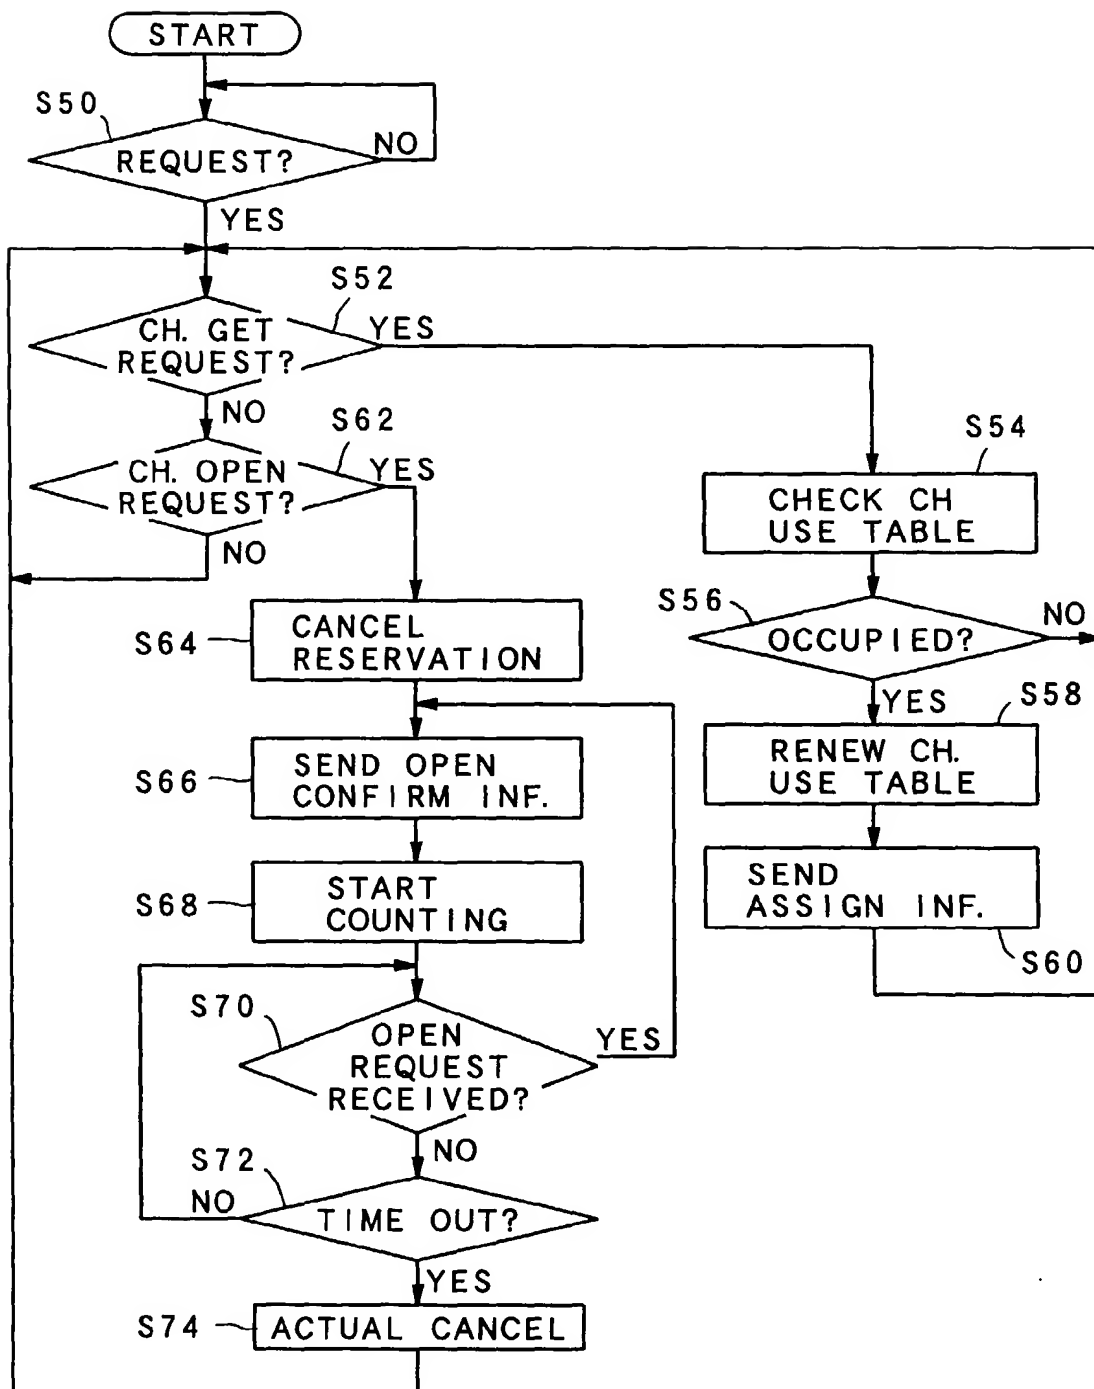 START
S50
REQUEST?
NO
YES
S52
CH. GET
REQUEST?
YES
NO
S62
CH. OPEN
REQUEST?
YES
NO
S54
CHECK CH
USE TABLE
S56
OCCUPIED?
NO
YES
S58
RENEW CH.
USE TABLE
SEND
ASSIGN INF.
S60
S64
CANCEL
RESERVATION
S66
SEND OPEN
CONFIRM INF.
S68
START
COUNTING
S70
OPEN
REQUEST
RECEIVED?
YES
NO
S72
NO
TIME OUT?
YES
S74
ACTUAL CANCEL